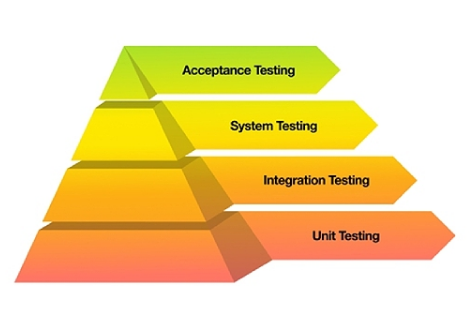 Acceptance Testing
System Testing
Integration Testing
Unit Testing